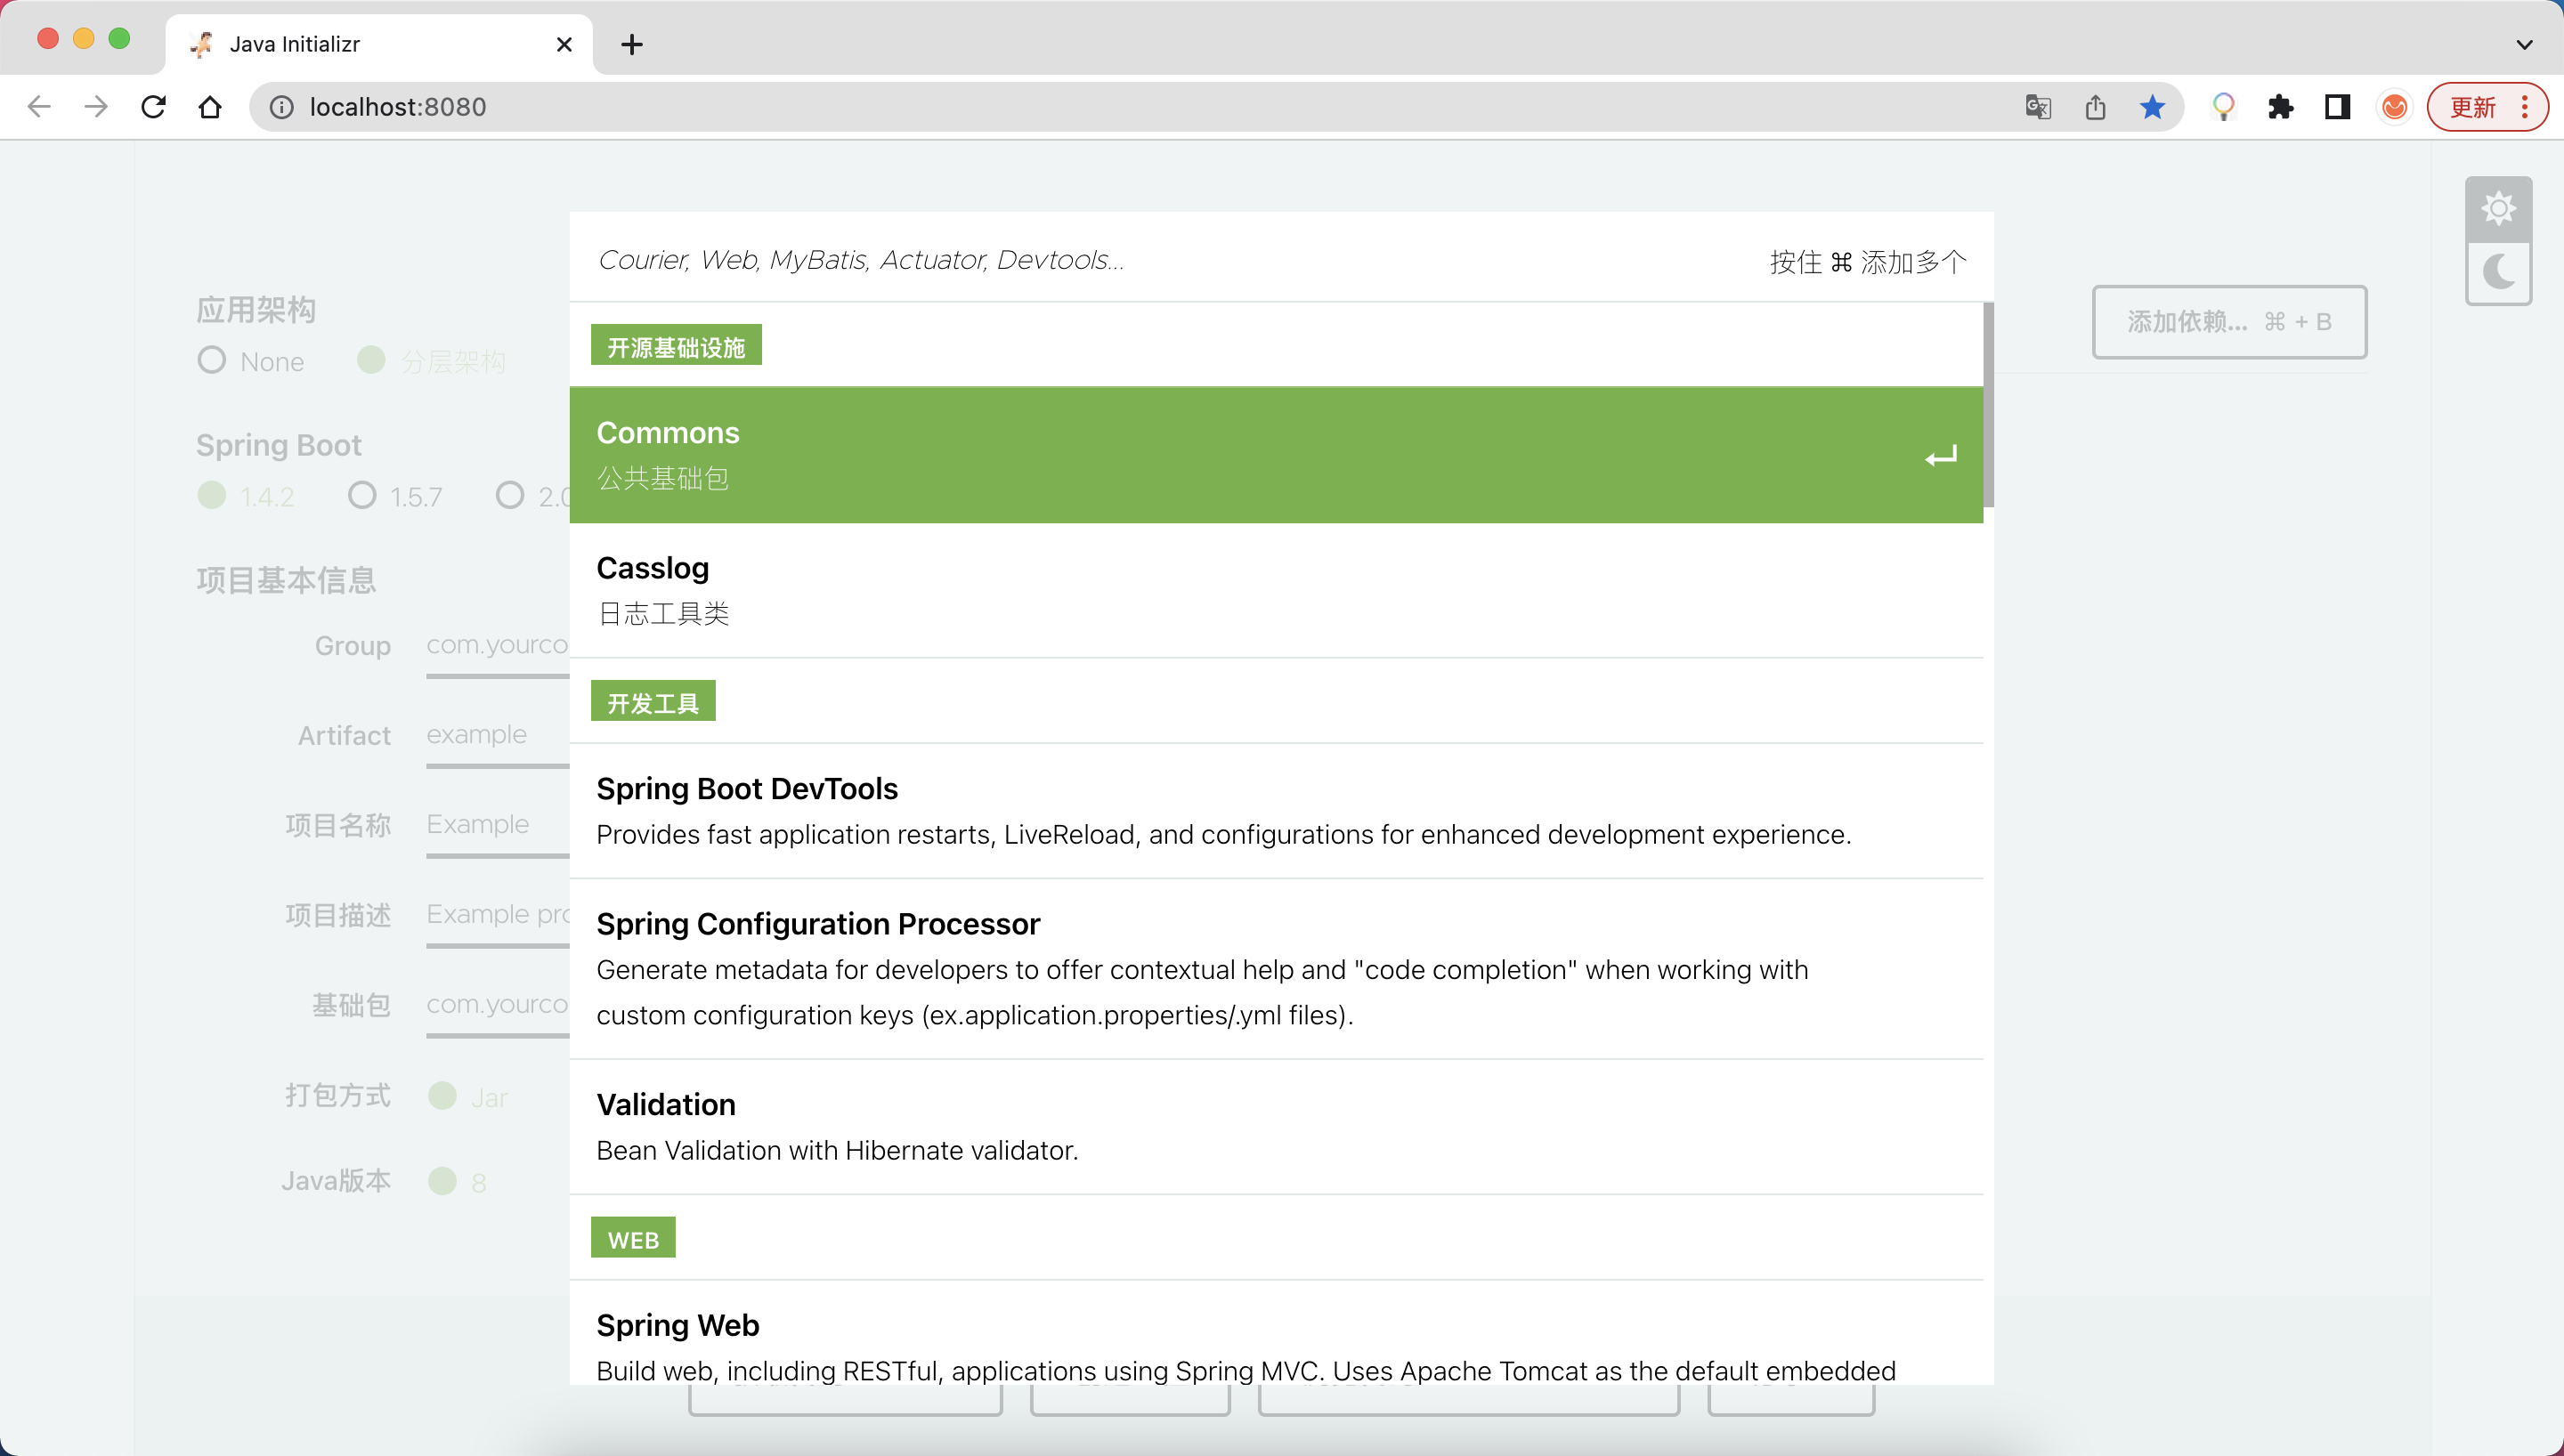 Java Initializr
localhost:8080
更新
Courier, Web, MyBatis, Actuator, Devtools...
按住 ⌘ 添加多个
应用架构
None
分层架构
添加依赖... ⌘ + B
开源基础设施
Commons
公共基础包
Spring Boot
1.4.2
1.5.7
2.0
Casslog
日志工具类
项目基本信息
Group
com.yourco
开发工具
Artifact
example
Spring Boot DevTools
Provides fast application restarts, LiveReload, and configurations for enhanced development experience.
项目名称
Example
项目描述
Example pro
Spring Configuration Processor
Generate metadata for developers to offer contextual help and "code completion" when working with
custom configuration keys (ex.application.properties/.yml files).
基础包
com.yourco
打包方式
Jar
Validation
Bean Validation with Hibernate validator.
Java版本
8
WEB
Spring Web
Build web, including RESTful, applications using Spring MVC. Uses Apache Tomcat as the default embedded